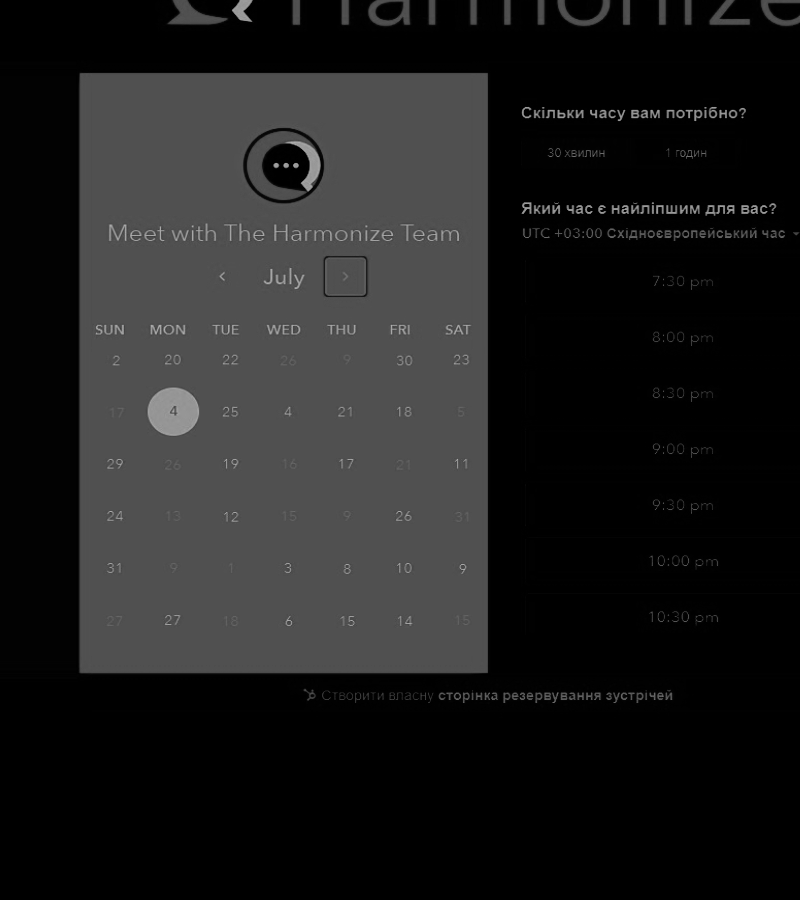 Harmonize
Meet with The Harmonize Team
July
SUN MON TUE WED THU FRI SAT
2 20 22 26 9 30 23
17 4 25 4 21 18 5
29 26 19 16 17 21 11
24 13 12 15 9 26 31
31 9 1 3 8 10 9
27 27 18 6 15 14 15
Скільки часу вам потрібно?
30 хвилин 1 годин
Який час є найліпшим для вас?
UTC +03:00 Східноєвропейський час
7:30 pm
8:00 pm
8:30 pm
9:00 pm
9:30 pm
10:00 pm
10:30 pm
Створити власну сторінка резервування зустрічей